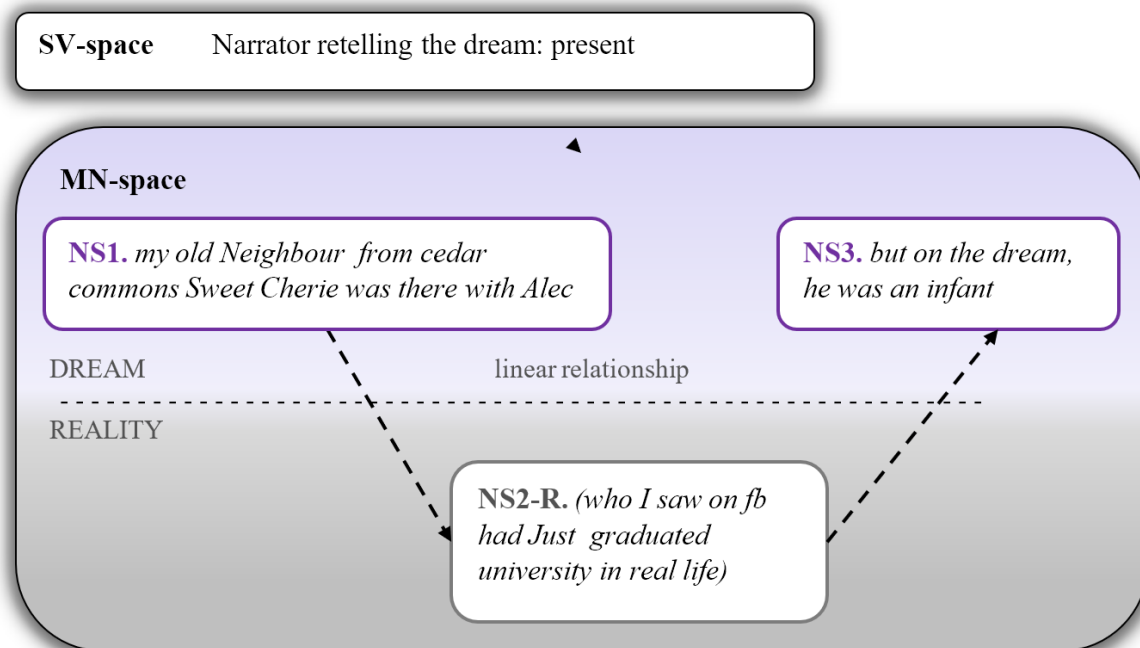 SV-space Narrator retelling the dream: present
MN-space
NS1. my old Neighbour from cedar
commons Sweet Cherie was there with Alec
NS3. but on the dream,
he was an infant
DREAM
linear relationship
REALITY
NS2-R. (who I saw on fb
had Just graduated
university in real life)